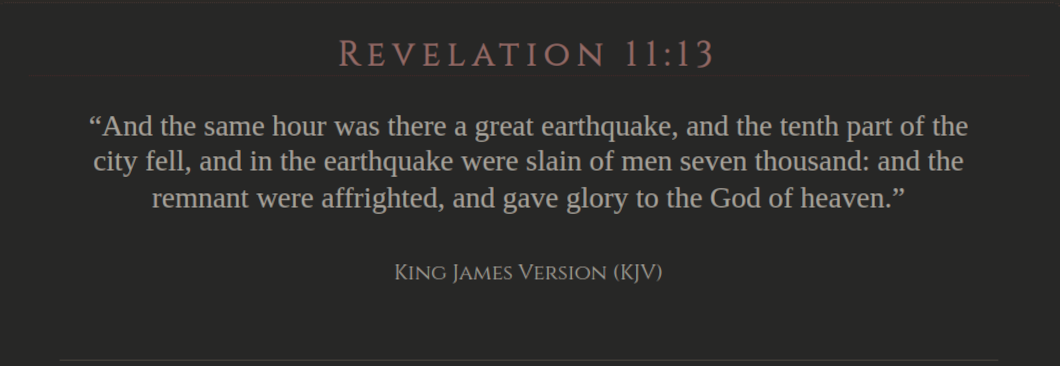 Revelation 11:13
“And the same hour was there a great earthquake, and the tenth part of the
city fell, and in the earthquake were slain of men seven thousand: and the
remnant were affrighted, and gave glory to the God of heaven.”
King James Version (KJV)